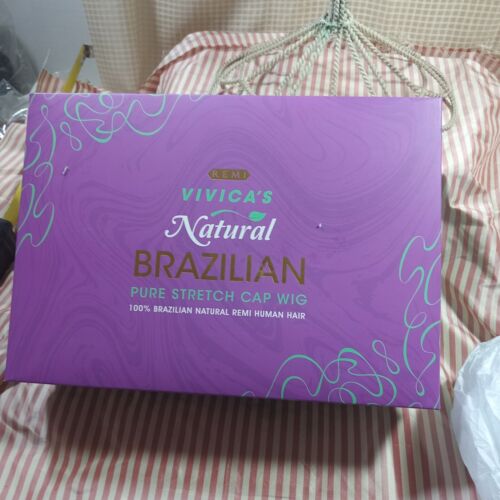 REMI
VIVICA'S
Natural
BRAZILIAN
PURE STRETCH CAP WIG
100% BRAZILIAN NATURAL REMI HUMAN HAIR